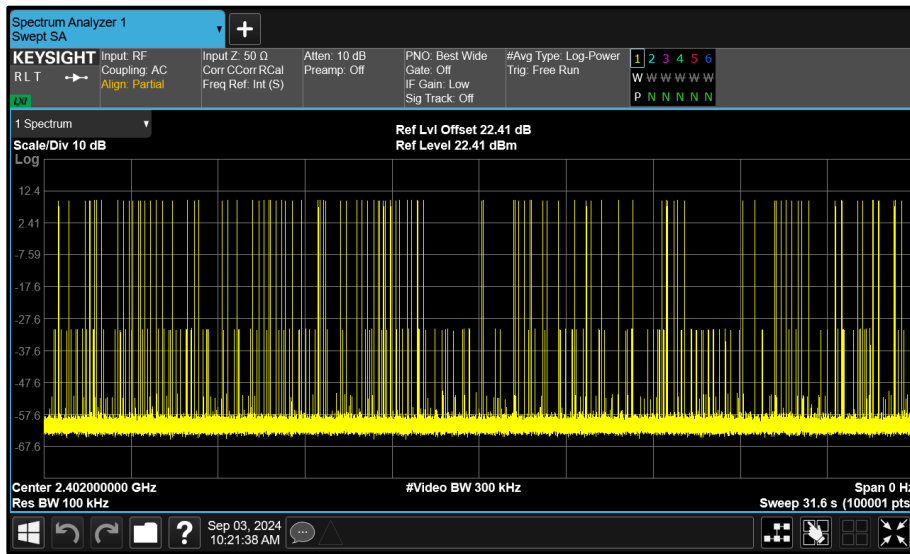 Spectrum Analyzer 1
Swept SA
KEYSIGHT
R L T
LXI
Input: RF
Coupling: AC
Align: Partial
Input Z: 50 Ω
Corr CCorr RCal
Freq Ref: Int (S)
Atten: 10 dB
Preamp: Off
PNO: Best Wide
Gate: Off
IF Gain: Low
Sig Track: Off
#Avg Type: Log-Power
Trig: Free Run
1 2 3 4 5 6
W W W W W W
P N N N N N
1 Spectrum
Scale/Div 10 dB
Ref Lvl Offset 22.41 dB
Ref Level 22.41 dBm
Log
12.4
2.41
-7.59
-17.6
-27.6
-37.6
-47.6
-57.6
-67.6
Center 2.402000000 GHz
Res BW 100 kHz
#Video BW 300 kHz
Span 0 Hz
Sweep 31.6 s (100001 pts
?
Sep 03, 2024
10:21:38 AM